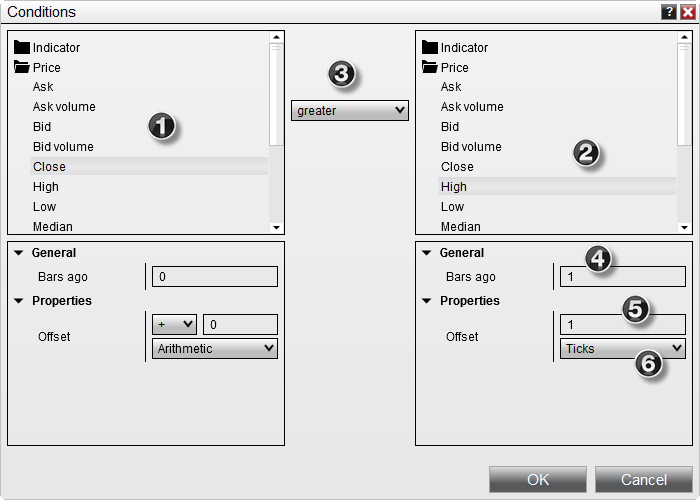 Conditions
?
Indicator
Price
Ask
Ask volume
Bid
Bid volume
Close
High
Low
Median
1
3
greater
Indicator
Price
Ask
Ask volume
Bid
Bid volume
Close
High
Low
Median
2
General
Bars ago 0
Properties
Offset + 0
Arithmetic
General
4
Bars ago 1
Properties
5
Offset 1
Ticks
6
OK Cancel